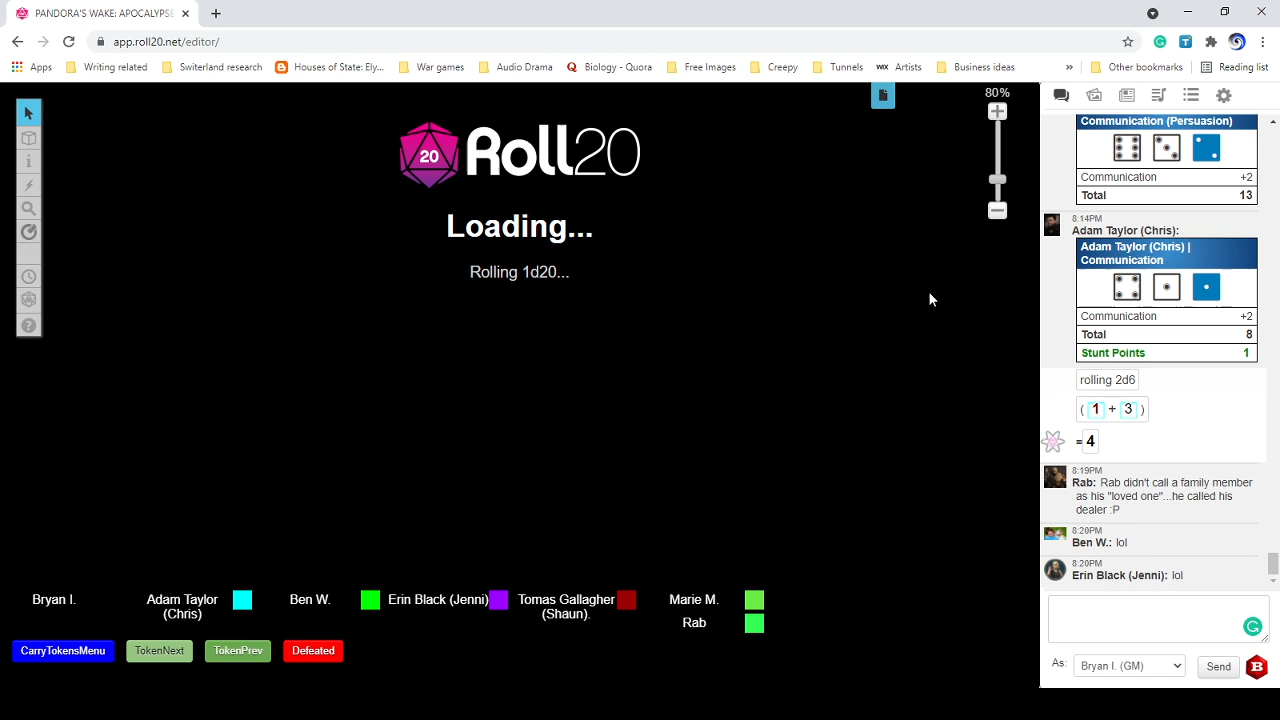 PANDORA'S WAKE: APOCALYPSE
app.roll20.net/editor/
Apps
Writing related
Switerland research
Houses of State: Ely...
War games
Audio Drama
Biology - Quora
Free Images
Creepy
Tunnels
WIX Artists
Business ideas
»
Other bookmarks
Reading list
80%
20 Roll20
Loading...
Rolling 1d20...
Communication (Persuasion)
Communication +2
Total 13
8:14PM
Adam Taylor (Chris):
Adam Taylor (Chris) |
Communication
Communication +2
Total 8
Stunt Points 1
rolling 2d6
( 1 + 3 )
= 4
8:19PM
Rab: Rab didn't call a family member
as his "loved one"...he called his
dealer :P
8:20PM
Ben W.: lol
8:20PM
Erin Black (Jenni): lol
Bryan I.
Adam Taylor
(Chris)
Ben W.
Erin Black (Jenni)
Tomas Gallagher
(Shaun).
Marie M.
Rab
CarryTokensMenu
TokenNext
TokenPrev
Defeated
As: Bryan I. (GM)
Send
B